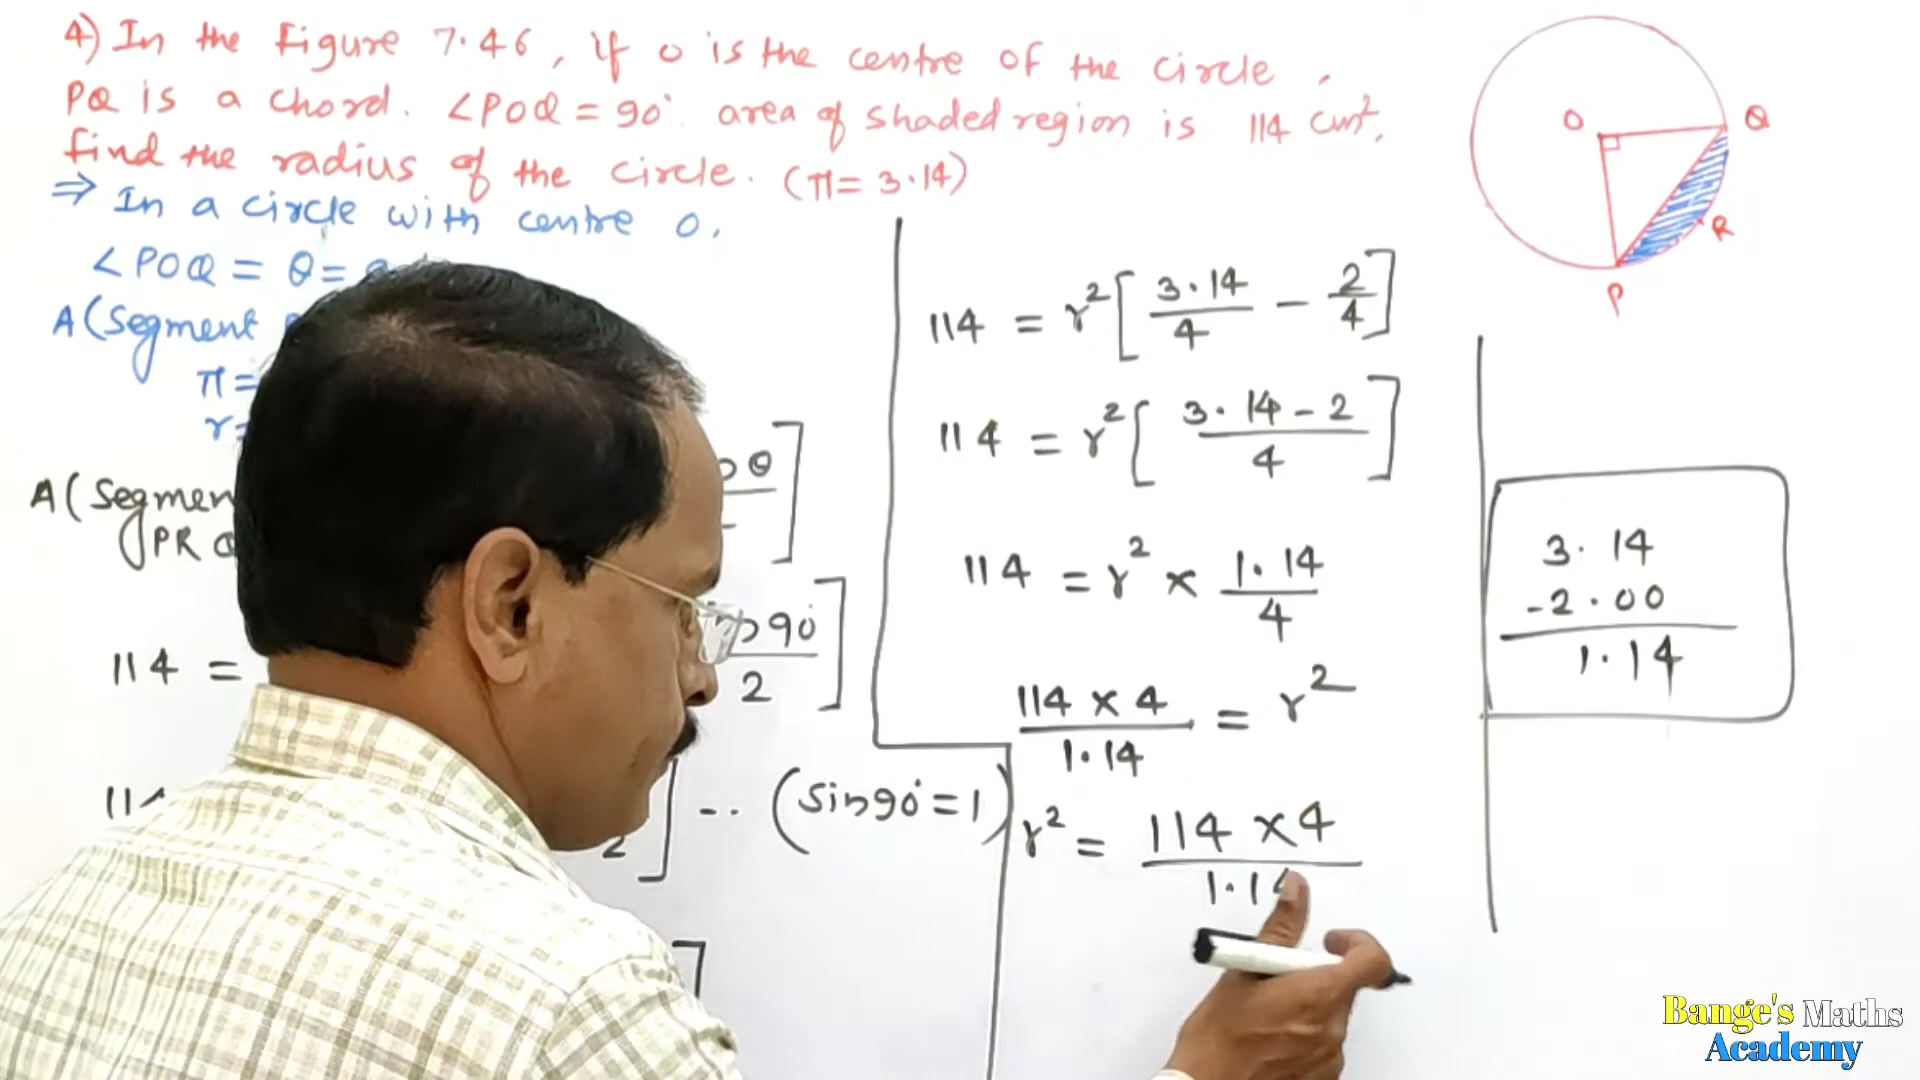 4) In the Figure 7.46, if O is the centre of the circle,
PQ is a chord. ∠POQ = 90° area of shaded region is 114 cm²,
find the radius of the circle. (π = 3.14)
⇒ In a circle with centre O,
∠POQ = θ =
A(Segment
π =
r =
A(Segmen
PR
θ
90°
2
114 =
11
2
-- (sin90° = 1)
114 = r² [ 3.14/4 - 2/4 ]
114 = r² [ 3.14 - 2 / 4 ]
114 = r² × 1.14/4
114 × 4 / 1.14 = r²
r² = 114 × 4 / 1.14
O
Q
R
P
3.14
-2.00
1.14
Bange's Maths
Academy